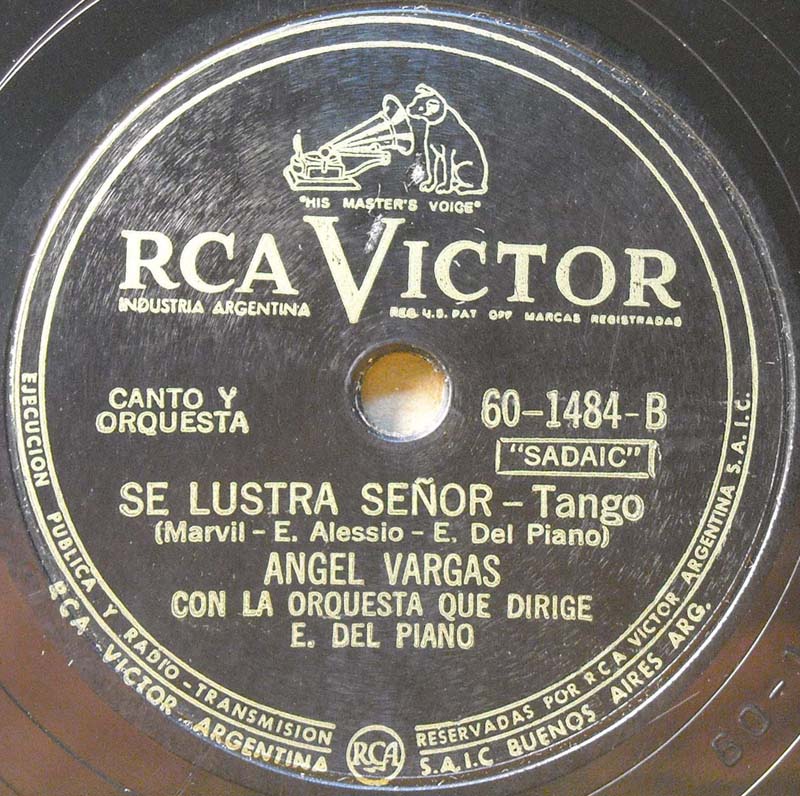 "HIS MASTER'S VOICE"
RCA VICTOR
INDUSTRIA ARGENTINA
REG. U.S. PAT OFF MARCAS REGISTRADAS
CANTO Y
ORQUESTA
60-1484-B
"SADAIC"
SE LUSTRA SEÑOR - Tango
(Marvil - E. Alessio - E. Del Piano)
ANGEL VARGAS
CON LA ORQUESTA QUE DIRIGE
E. DEL PIANO
EJECUCION PUBLICA Y RADIO-TRANSMISION
RESERVADAS POR RCA VICTOR ARGENTINA S.A.I.C.
RCA VICTOR ARGENTINA
S.A.I.C BUENOS AIRES ARG.
RCA